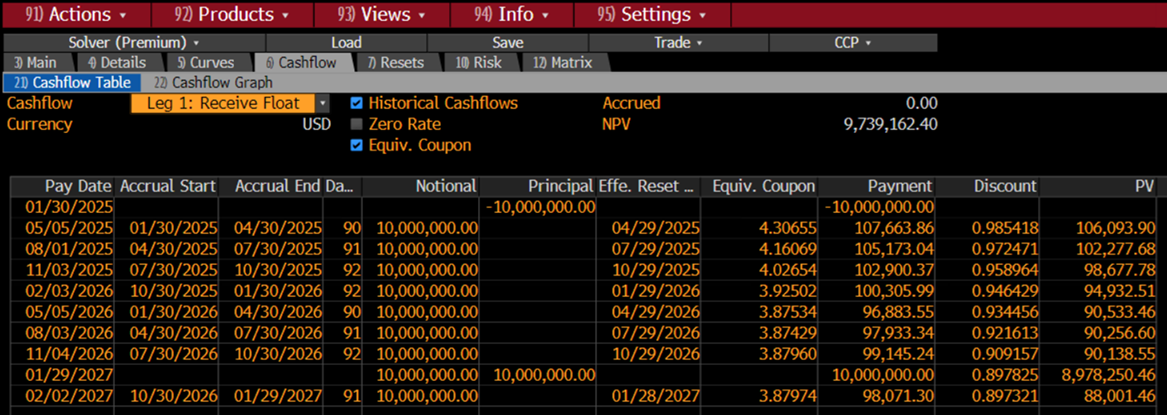 91) Actions 92) Products 93) Views 94) Info 95) Settings
Solver (Premium) Load Save Trade CCP
3) Main 4) Details 5) Curves 6) Cashflow 7) Resets 10) Risk 12) Matrix
21) Cashflow Table 22) Cashflow Graph
Cashflow Leg 1: Receive Float Historical Cashflows Accrued 0.00
Currency USD Zero Rate NPV 9,739,162.40
Equiv. Coupon
Pay Date Accrual Start Accrual End Da... Notional Principal Effe. Reset ... Equiv. Coupon Payment Discount PV
01/30/2025 -10,000,000.00 -10,000,000.00
05/05/2025 01/30/2025 04/30/2025 90 10,000,000.00 04/29/2025 4.30655 107,663.86 0.985418 106,093.90
08/01/2025 04/30/2025 07/30/2025 91 10,000,000.00 07/29/2025 4.16069 105,173.04 0.972471 102,277.68
11/03/2025 07/30/2025 10/30/2025 92 10,000,000.00 10/29/2025 4.02654 102,900.37 0.958964 98,677.78
02/03/2026 10/30/2025 01/30/2026 92 10,000,000.00 01/29/2026 3.92502 100,305.99 0.946429 94,932.51
05/05/2026 01/30/2026 04/30/2026 90 10,000,000.00 04/29/2026 3.87534 96,883.55 0.934456 90,533.46
08/03/2026 04/30/2026 07/30/2026 91 10,000,000.00 07/29/2026 3.87429 97,933.34 0.921613 90,256.60
11/04/2026 07/30/2026 10/30/2026 92 10,000,000.00 10/29/2026 3.87960 99,145.24 0.909157 90,138.55
01/29/2027 10,000,000.00 10,000,000.00 10,000,000.00 0.897825 8,978,250.46
02/02/2027 10/30/2026 01/29/2027 91 10,000,000.00 01/28/2027 3.87974 98,071.30 0.897321 88,001.46